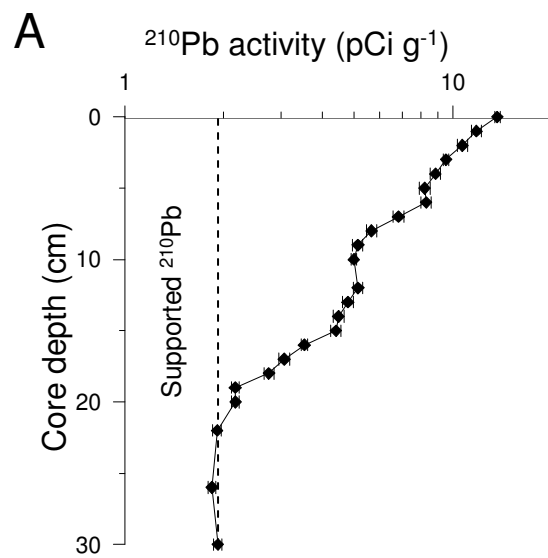 A
²¹⁰Pb activity (pCi g⁻¹)
1 10
0
10
20
30
Core depth (cm)
Supported ²¹⁰Pb